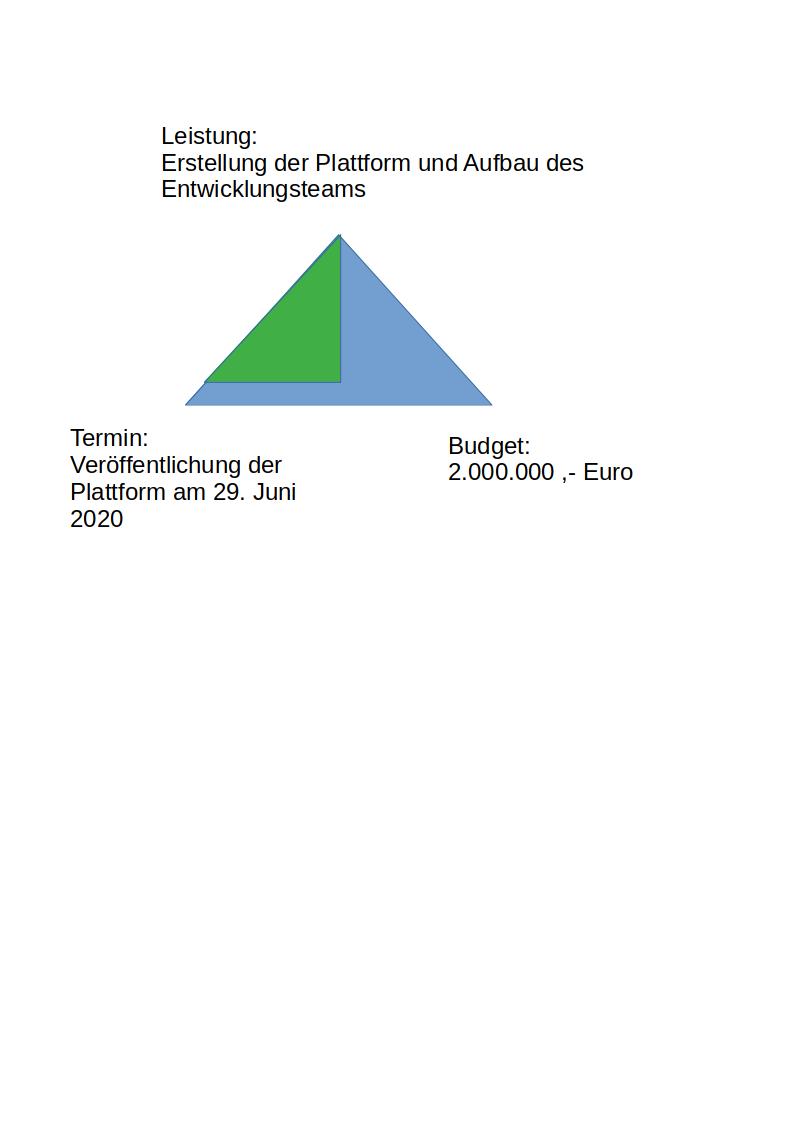 Leistung:
Erstellung der Plattform und Aufbau des
Entwicklungsteams
Termin:
Veröffentlichung der
Plattform am 29. Juni
2020
Budget:
2.000.000 ,- Euro